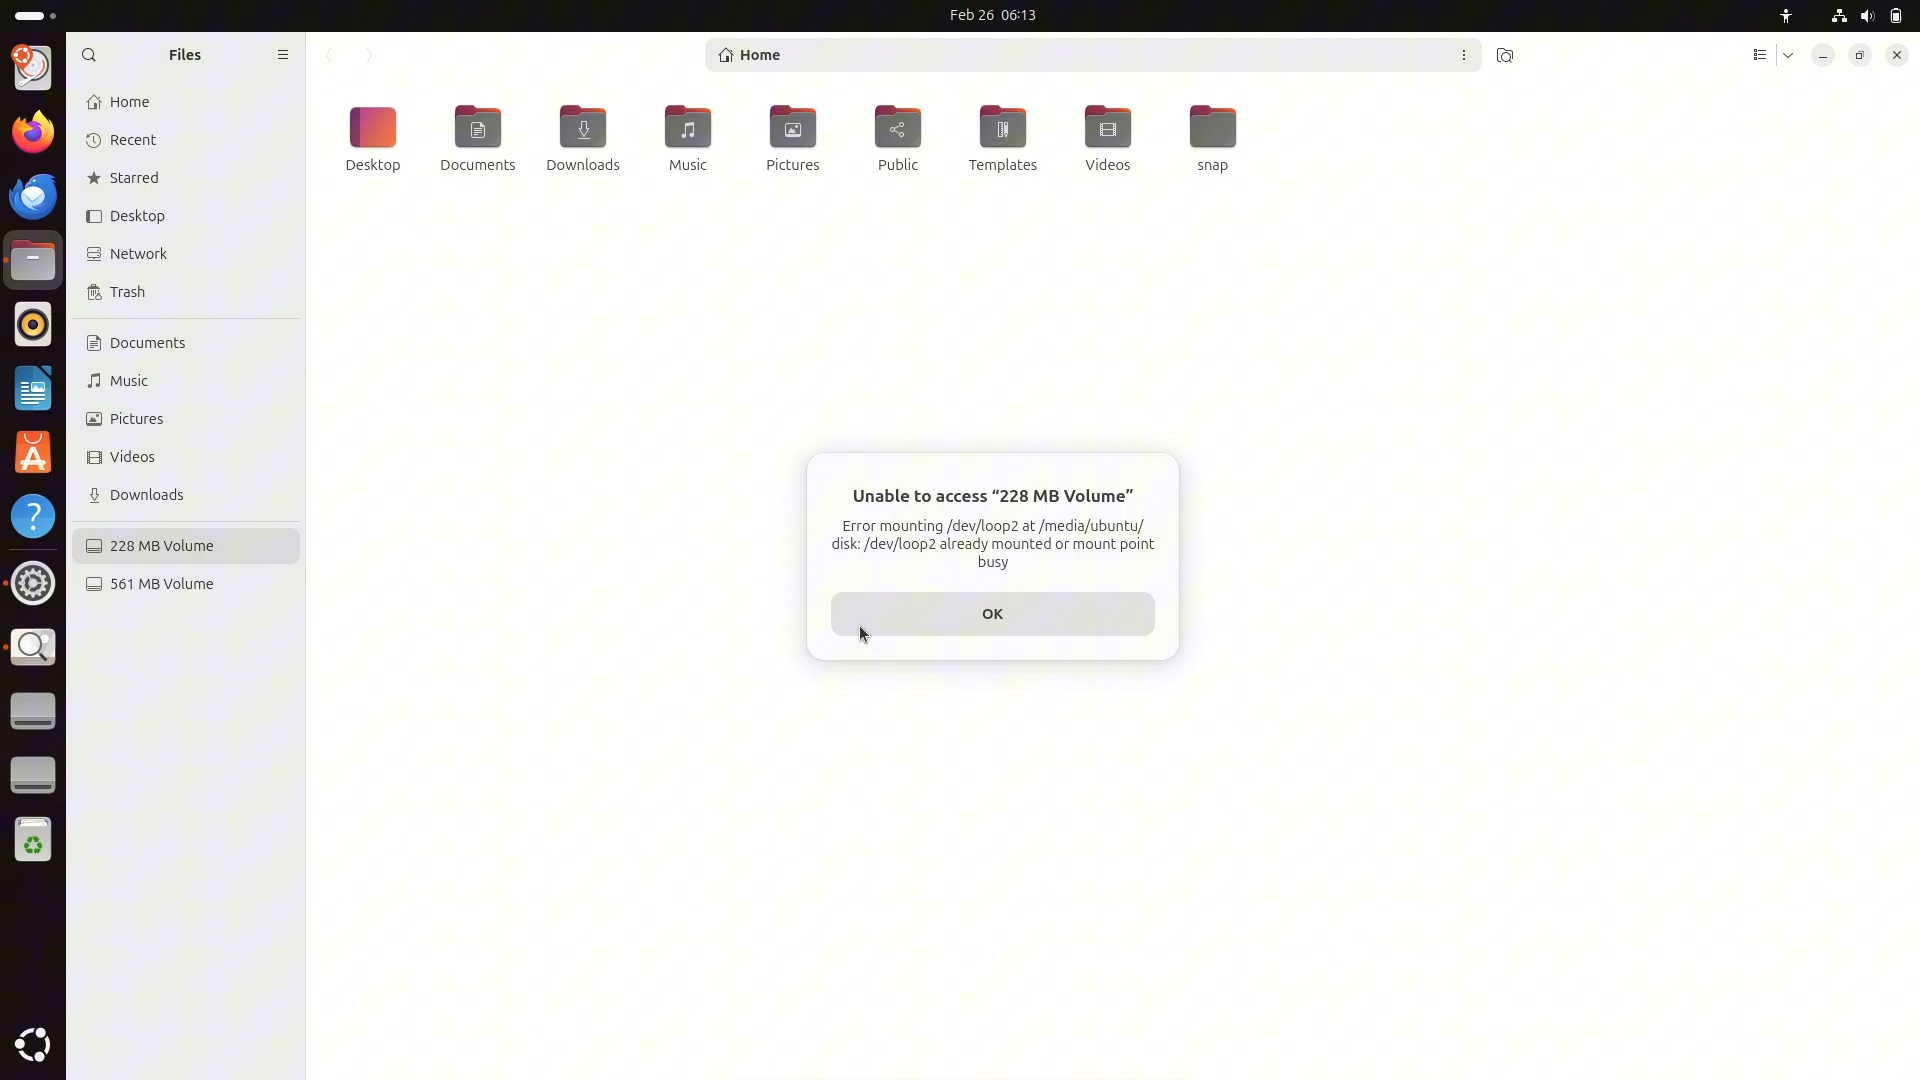 Feb 26 06:13
Files
Home
Home
Recent
Starred
Desktop
Network
Trash
Documents
Music
Pictures
Videos
Downloads
228 MB Volume
561 MB Volume
Desktop
Documents
Downloads
Music
Pictures
Public
Templates
Videos
snap
Unable to access “228 MB Volume”
Error mounting /dev/loop2 at /media/ubuntu/
disk: /dev/loop2 already mounted or mount point
busy
OK